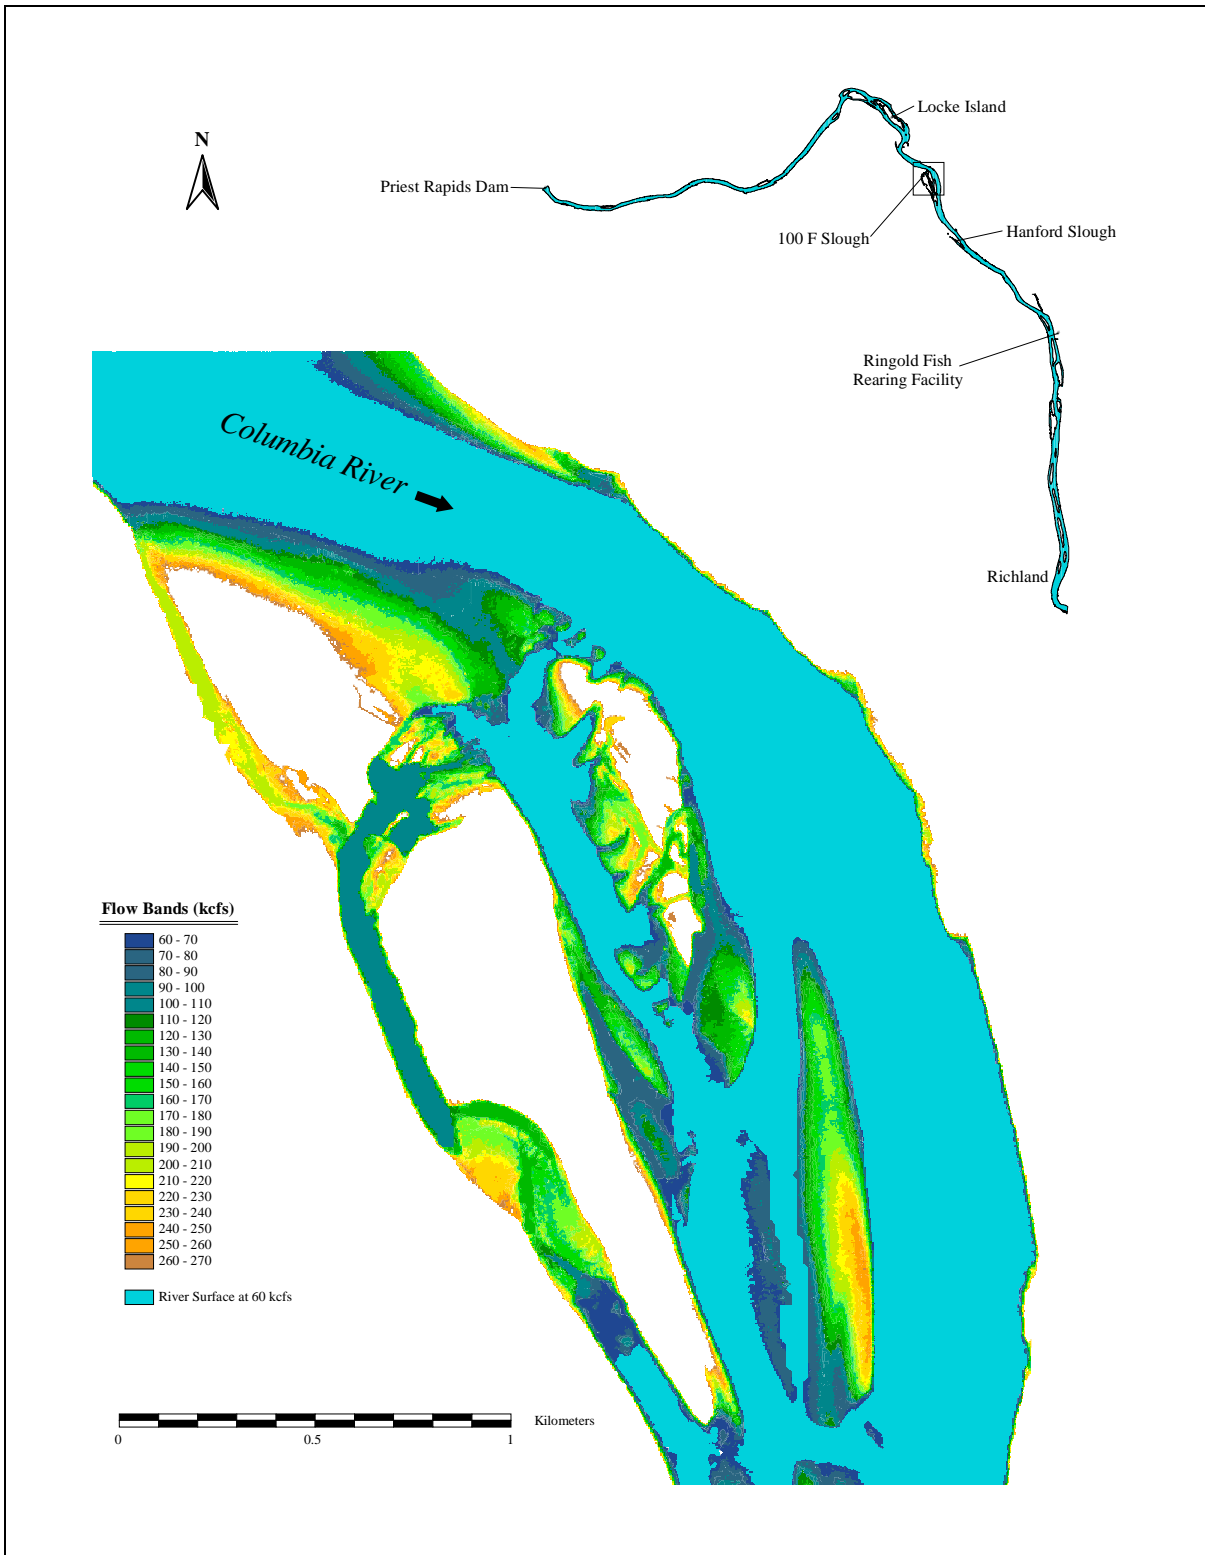 N
Locke Island
Priest Rapids Dam
100 F Slough
Hanford Slough
Ringold Fish
Rearing Facility
Richland
Columbia River
Flow Bands (kcfs)
60 - 70
70 - 80
80 - 90
90 - 100
100 - 110
110 - 120
120 - 130
130 - 140
140 - 150
150 - 160
160 - 170
170 - 180
180 - 190
190 - 200
200 - 210
210 - 220
220 - 230
230 - 240
240 - 250
250 - 260
260 - 270
River Surface at 60 kcfs
Kilometers
0 0.5 1